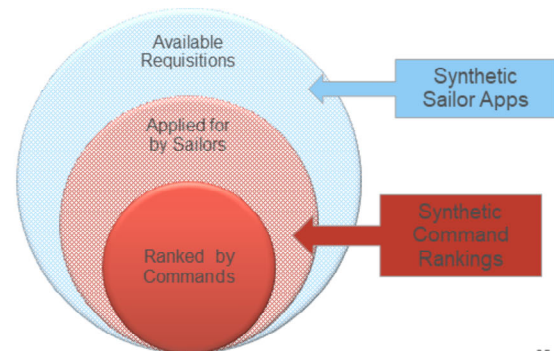 Available
Requisitions
Synthetic
Sailor Apps
Applied for
by Sailors
Synthetic
Command
Rankings
Ranked by
Commands